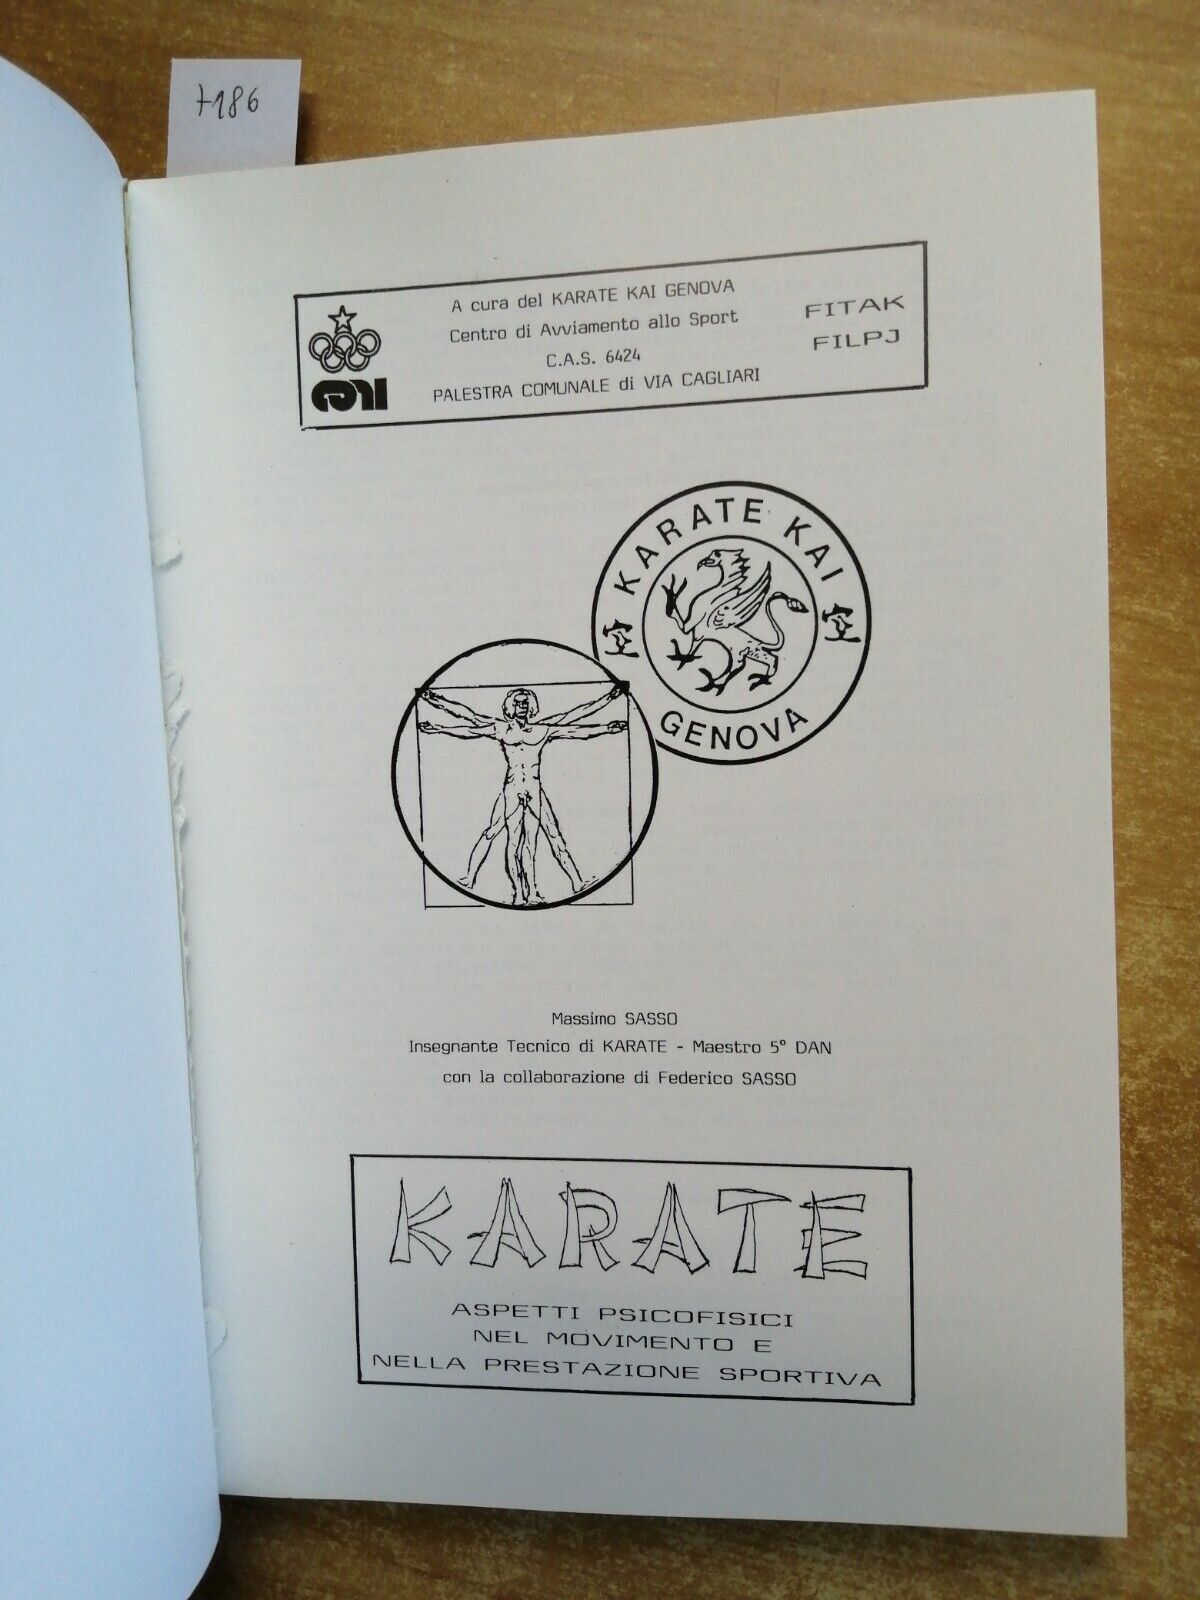 7186
A cura del KARATE KAI GENOVA
Centro di Avviamento allo Sport
C.A.S. 6424
PALESTRA COMUNALE di VIA CAGLIARI
FITAK
FILPJ
KARATE KAI
空 空
GENOVA
Massimo SASSO
Insegnante Tecnico di KARATE - Maestro 5° DAN
con la collaborazione di Federico SASSO
KARATE
ASPETTI PSICOFISICI
NEL MOVIMENTO E
NELLA PRESTAZIONE SPORTIVA